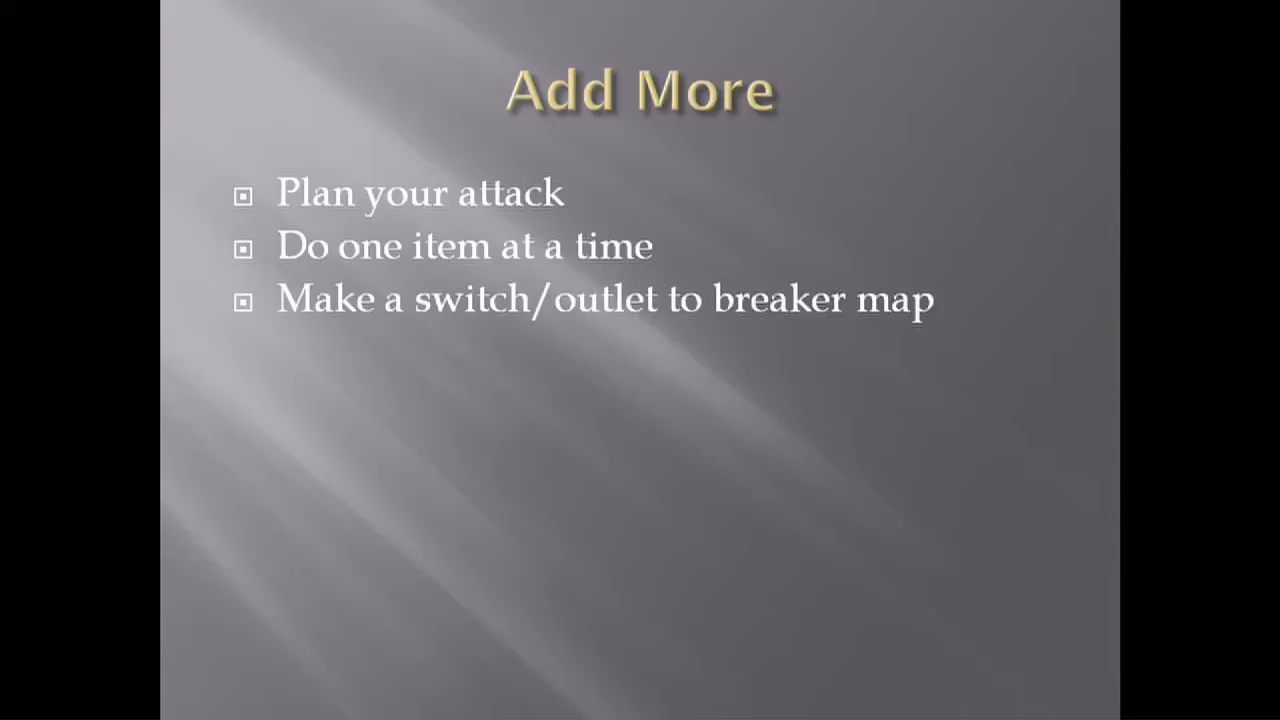 Add More
Plan your attack
Do one item at a time
Make a switch/outlet to breaker map